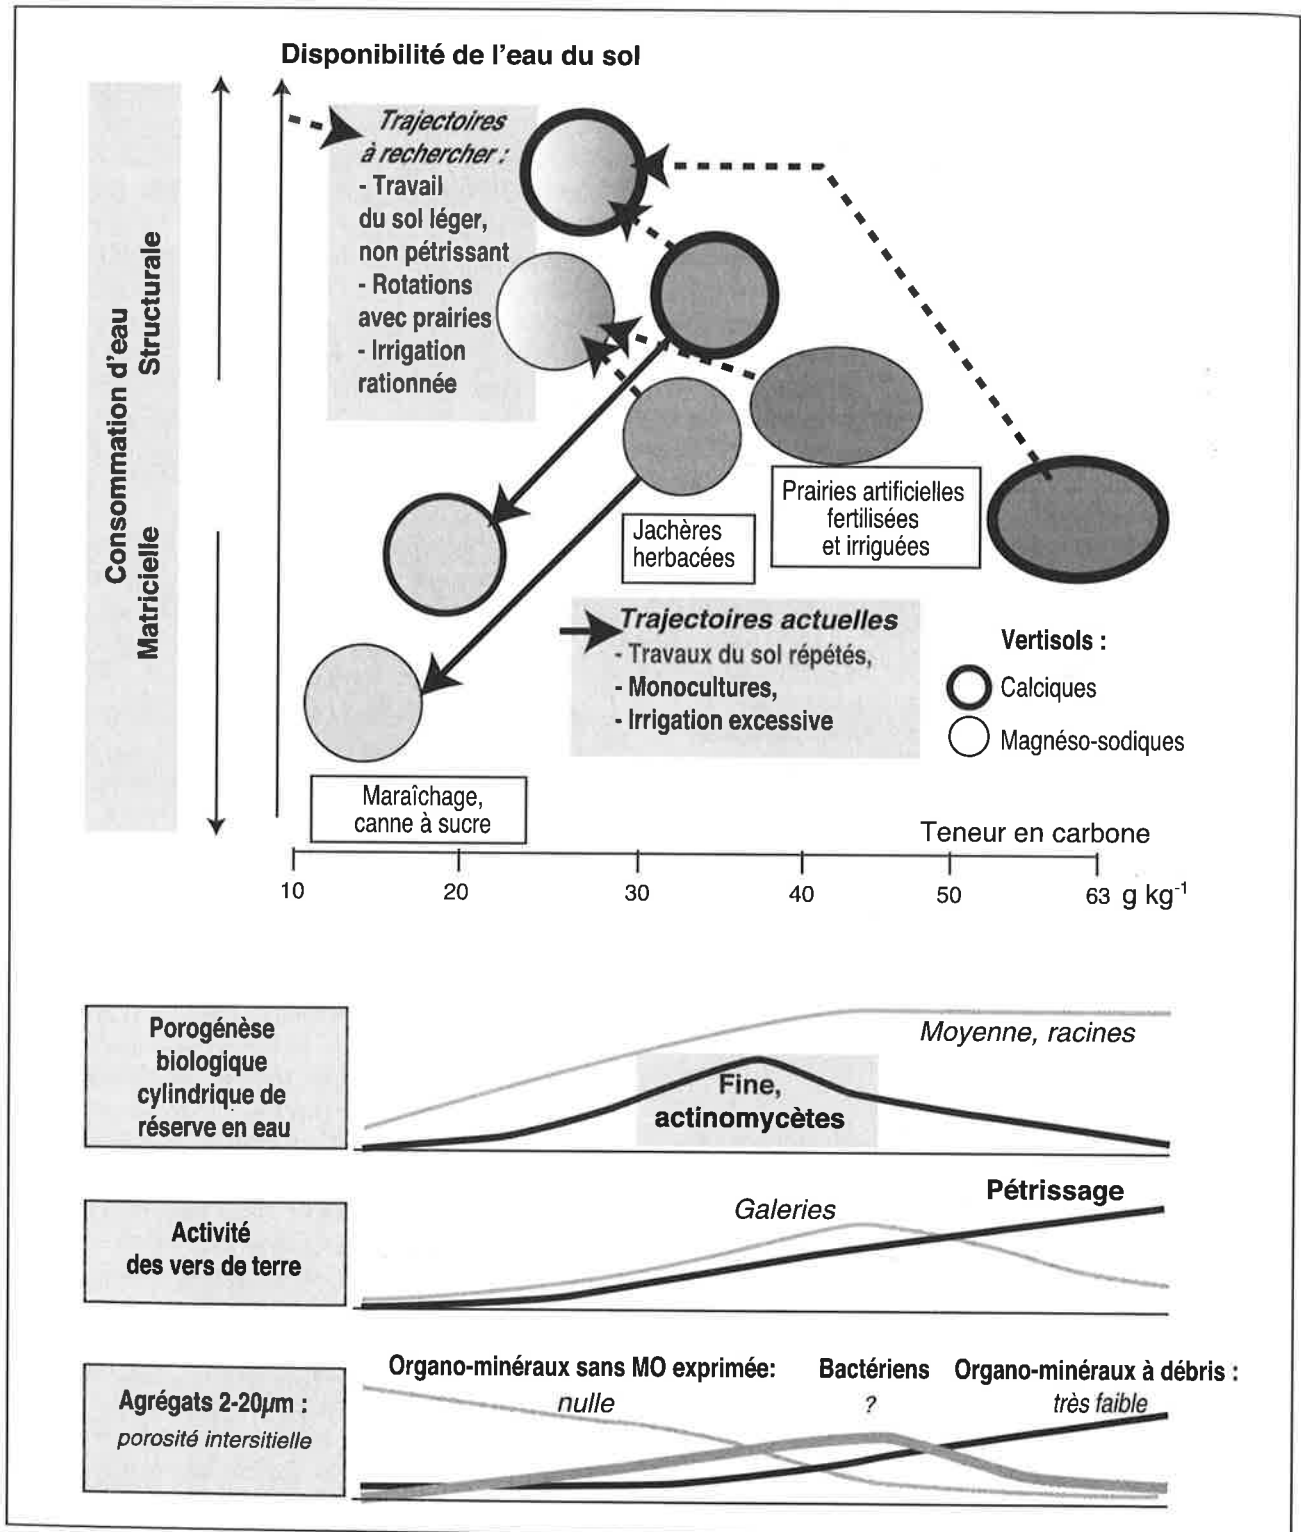 Disponibilité de l'eau du sol
Consommation d'eau
Structurale
Matricielle
Trajectoires
à rechercher :
- Travail
du sol léger,
non pétrissant
- Rotations
avec prairies
- Irrigation
rationnée
Jachères
herbacées
Prairies artificielles
fertilisées
et irriguées
Trajectoires actuelles
- Travaux du sol répétés,
- Monocultures,
- Irrigation excessive
Vertisols :
Calciques
Magnéso-sodiques
Maraîchage,
canne à sucre
Teneur en carbone
10 20 30 40 50 63 g kg-1
Porogénèse
biologique
cylindrique de
réserve en eau
Moyenne, racines
Fine,
actinomycètes
Activité
des vers de terre
Galeries
Pétrissage
Agrégats 2-20µm :
porosité intersitielle
Organo-minéraux sans MO exprimée:
nulle
Bactériens
?
Organo-minéraux à débris :
très faible